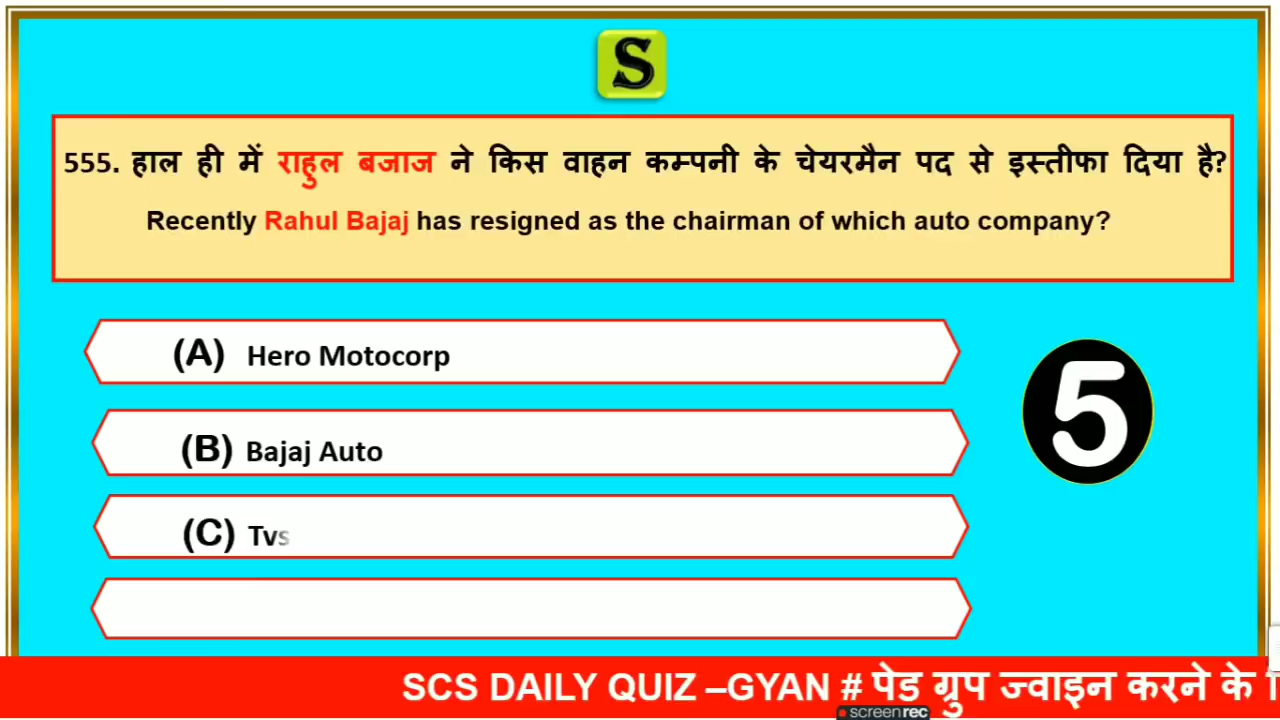 S
555. हाल ही में राहुल बजाज ने किस वाहन कम्पनी के चेयरमैन पद से इस्तीफा दिया है?
Recently Rahul Bajaj has resigned as the chairman of which auto company?
(A) Hero Motocorp
(B) Bajaj Auto
5
(C) Tvs
SCS DAILY QUIZ –GYAN # पेड ग्रुप ज्वाइन करने के
screenrec